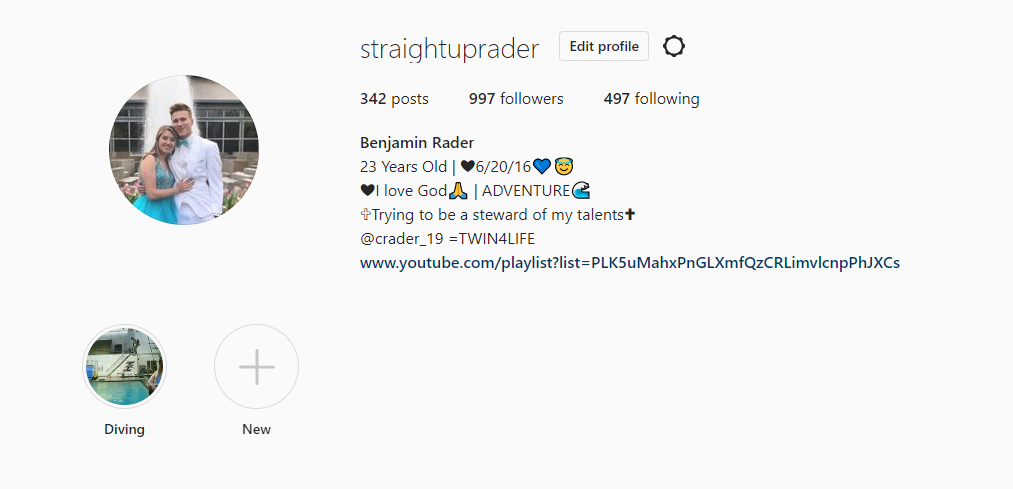 straightuprader Edit profile
342 posts 997 followers 497 following
Benjamin Rader
23 Years Old | 🖤6/20/16💙😇
🖤I love God🙏 | ADVENTURE🌊
✞Trying to be a steward of my talents✝
@crader_19 =TWIN4LIFE
www.youtube.com/playlist?list=PLK5uMahxPnGLXmfQzCRLimvlcnpPhJXCs
Diving New